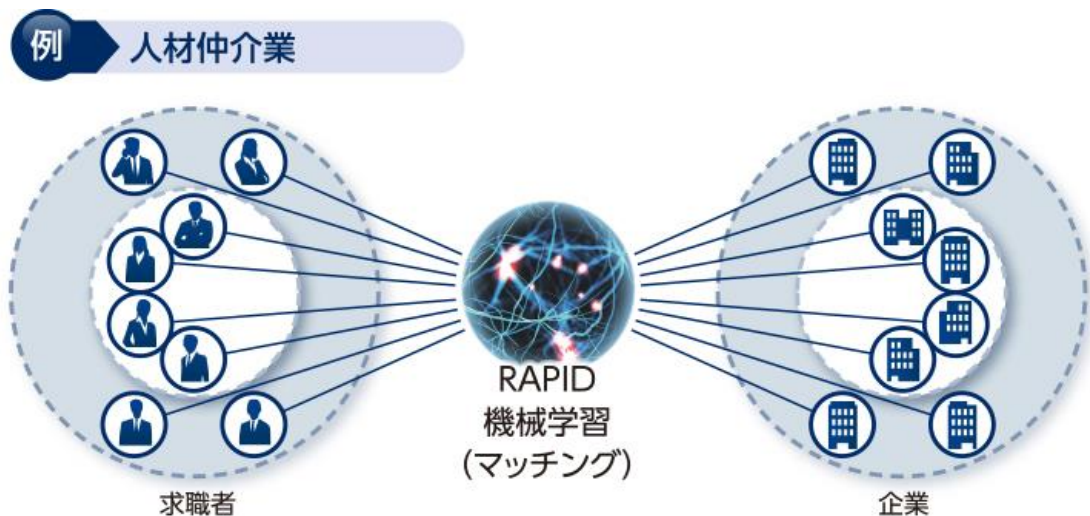 例
人材仲介業
RAPID
機械学習
(マッチング)
求職者
企業